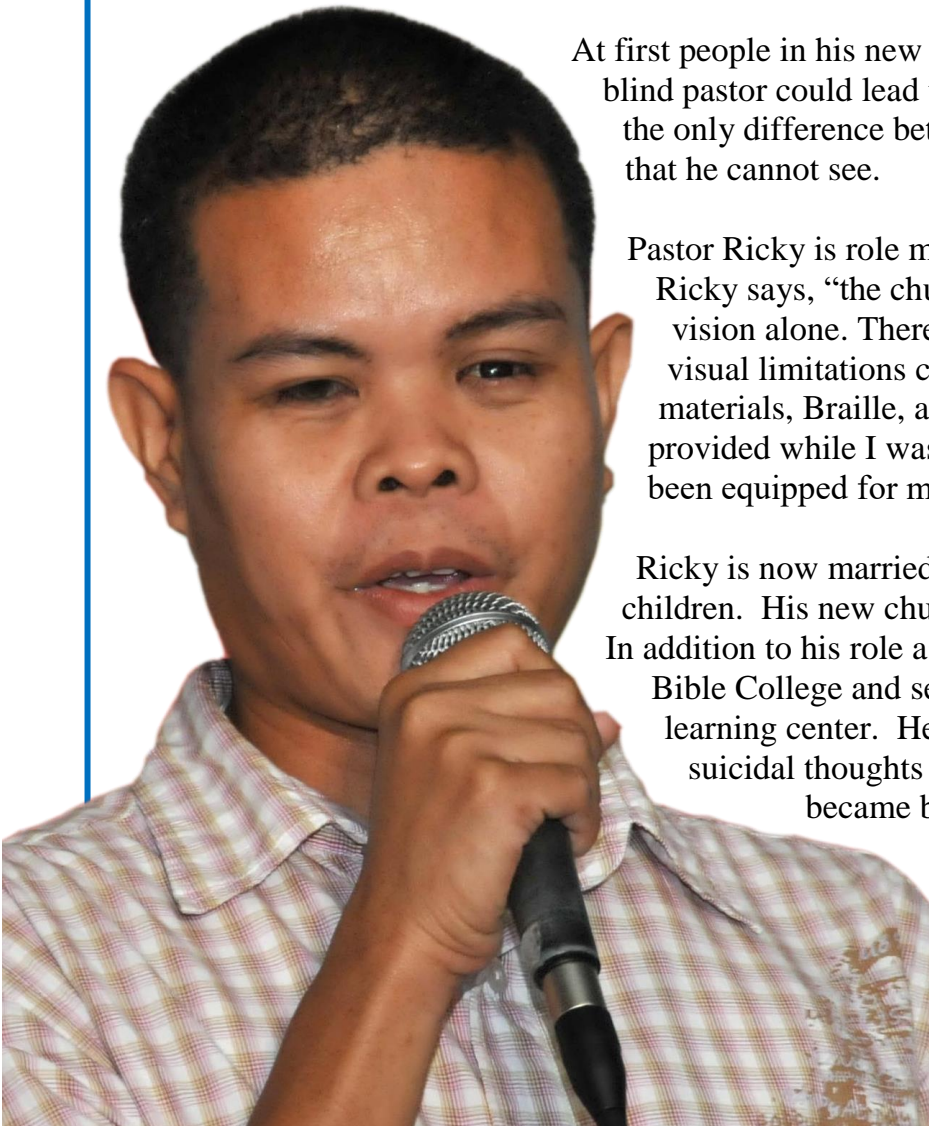 At first people in his new
blind pastor could lead
the only difference bet
that he cannot see.
Pastor Ricky is role m
Ricky says, “the chu
vision alone. There
visual limitations c
materials, Braille, a
provided while I was
been equipped for m
Ricky is now married
children.  His new chu
In addition to his role a
Bible College and se
learning center.  He
suicidal thoughts
became b